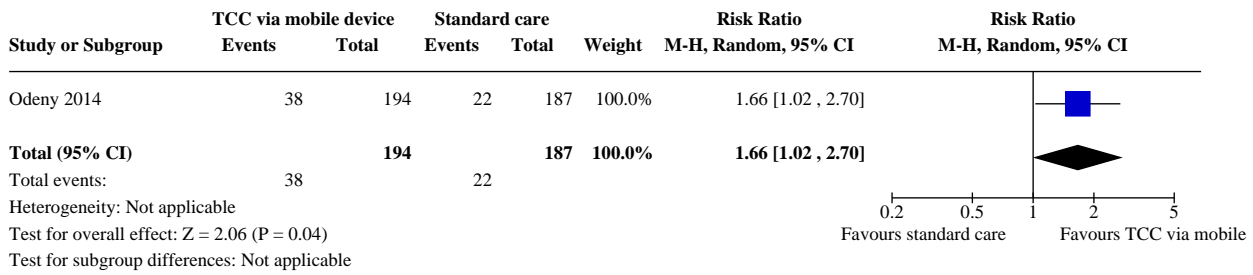 TCC via mobile device Standard care Risk Ratio Risk Ratio
Study or Subgroup Events Total Events Total Weight M-H, Random, 95% CI M-H, Random, 95% CI
Odeny 2014 38 194 22 187 100.0% 1.66 [1.02 , 2.70]
Total (95% CI) 194 187 100.0% 1.66 [1.02 , 2.70]
Total events: 38 22
Heterogeneity: Not applicable
0.2 0.5 1 2 5
Test for overall effect: Z = 2.06 (P = 0.04) Favours standard care Favours TCC via mobile
Test for subgroup differences: Not applicable